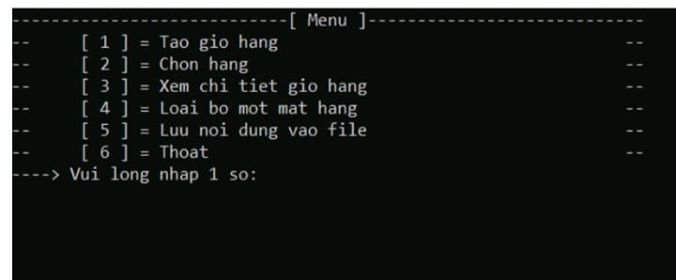 ----------------------------[ Menu ]----------------------------
--     [ 1 ] = Tao gio hang                                   --
--     [ 2 ] = Chon hang                                      --
--     [ 3 ] = Xem chi tiet gio hang                          --
--     [ 4 ] = Loai bo mot mat hang                           --
--     [ 5 ] = Luu noi dung vao file                          --
--     [ 6 ] = Thoat                                          --
----> Vui long nhap 1 so: